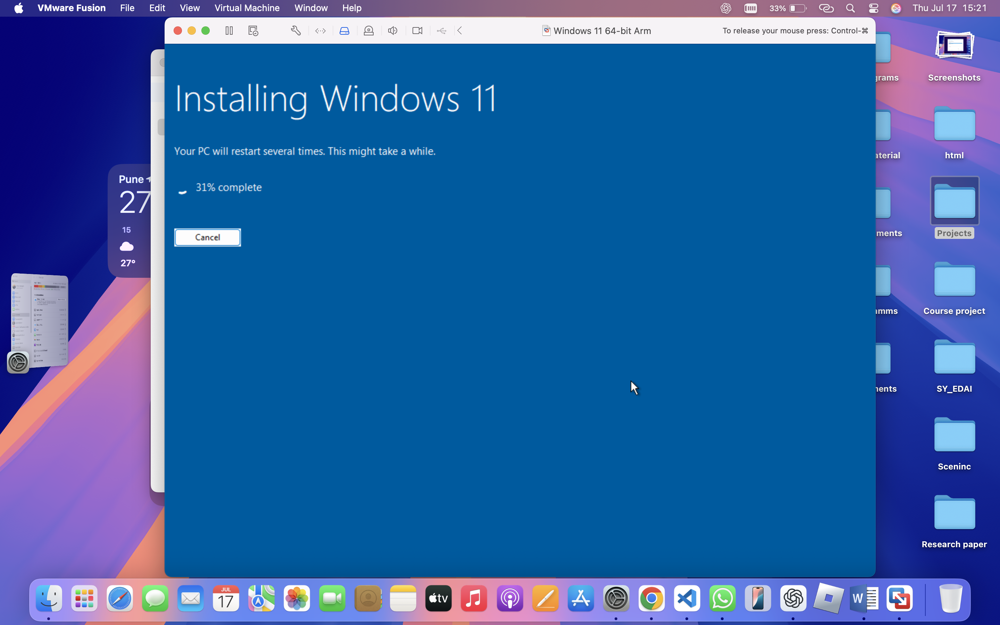 VMware Fusion File Edit View Virtual Machine Window Help 33% Thu Jul 17 15:21
Windows 11 64-bit Arm To release your mouse press: Control-⌘
Installing Windows 11
Your PC will restart several times. This might take a while.
31% complete
Cancel
Pune
27
15
27°
grams
Screenshots
aterial
html
ments
Projects
amms
Course project
nents
SY_EDAI
Sceninc
Research paper
JUL
17
tv
W